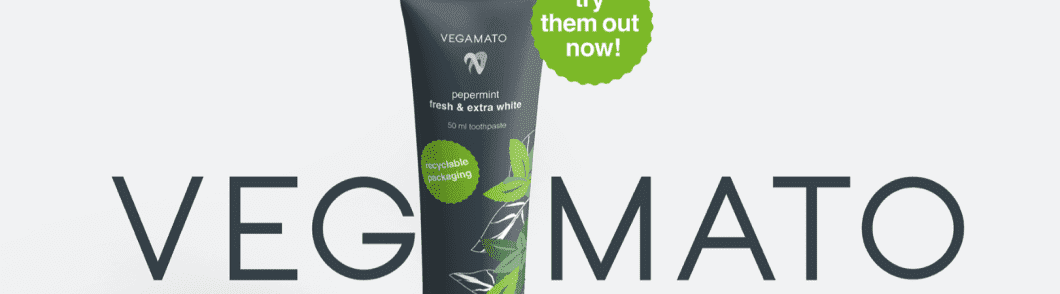 try
them out
now!
VEGAMATO
pepermint
fresh & extra white
50 ml toothpaste
recyclable
packaging
VEG MATO